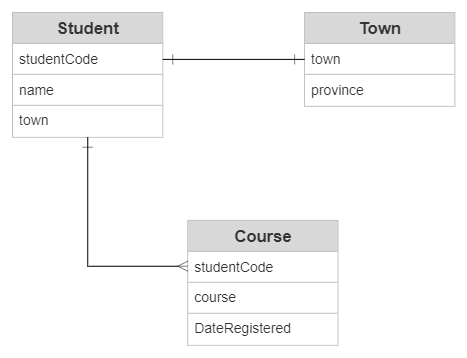 Student
studentCode
name
town
Town
town
province
Course
studentCode
course
DateRegistered